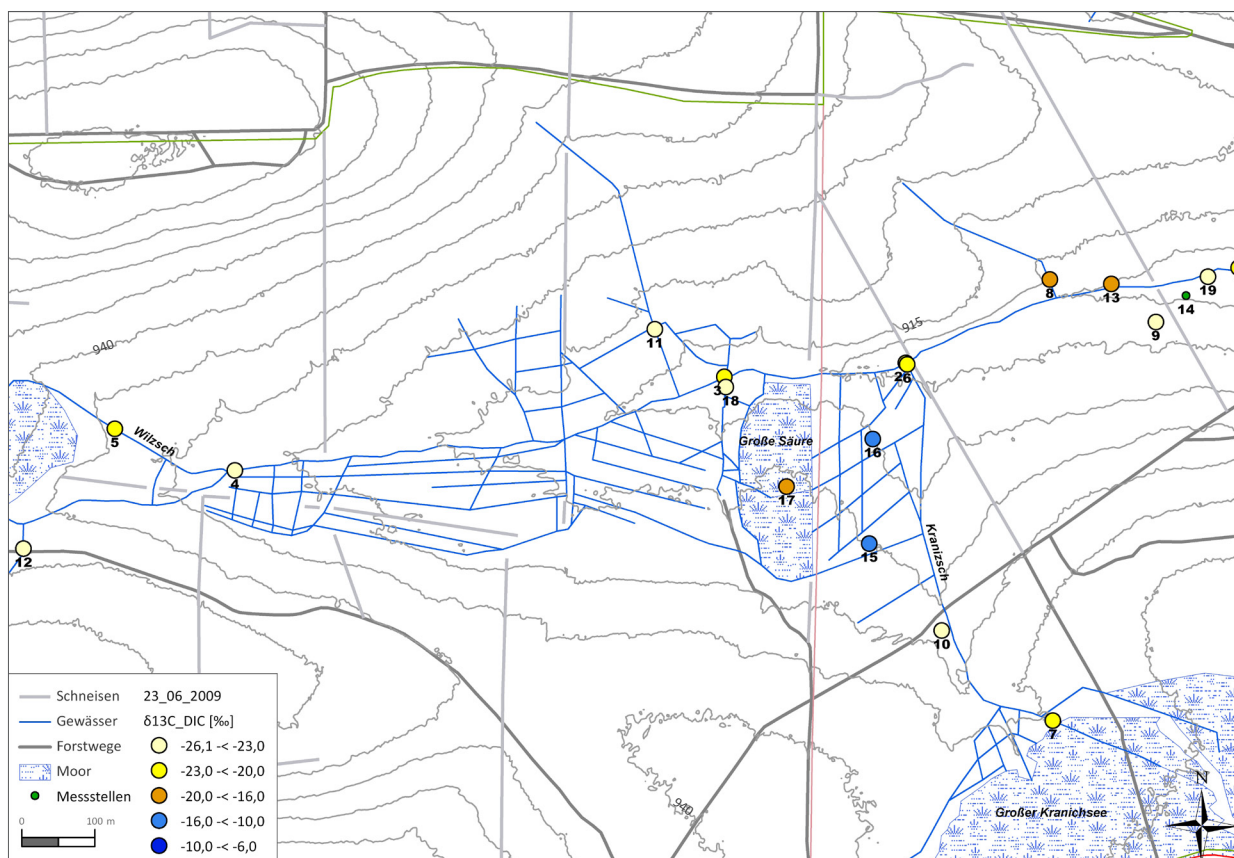 915
940
8
13
14
19
9
11
3
18
26
Große Säure
16
17
15
5
Wilzsch
4
12
Kranizsch
10
7
940
Großer Kranichsee
N
Schneisen 23_06_2009
Gewässer δ13C_DIC [‰]
Forstwege -26,1 -< -23,0
Moor -23,0 -< -20,0
Messstellen -20,0 -< -16,0
-16,0 -< -10,0
-10,0 -< -6,0
0 100 m